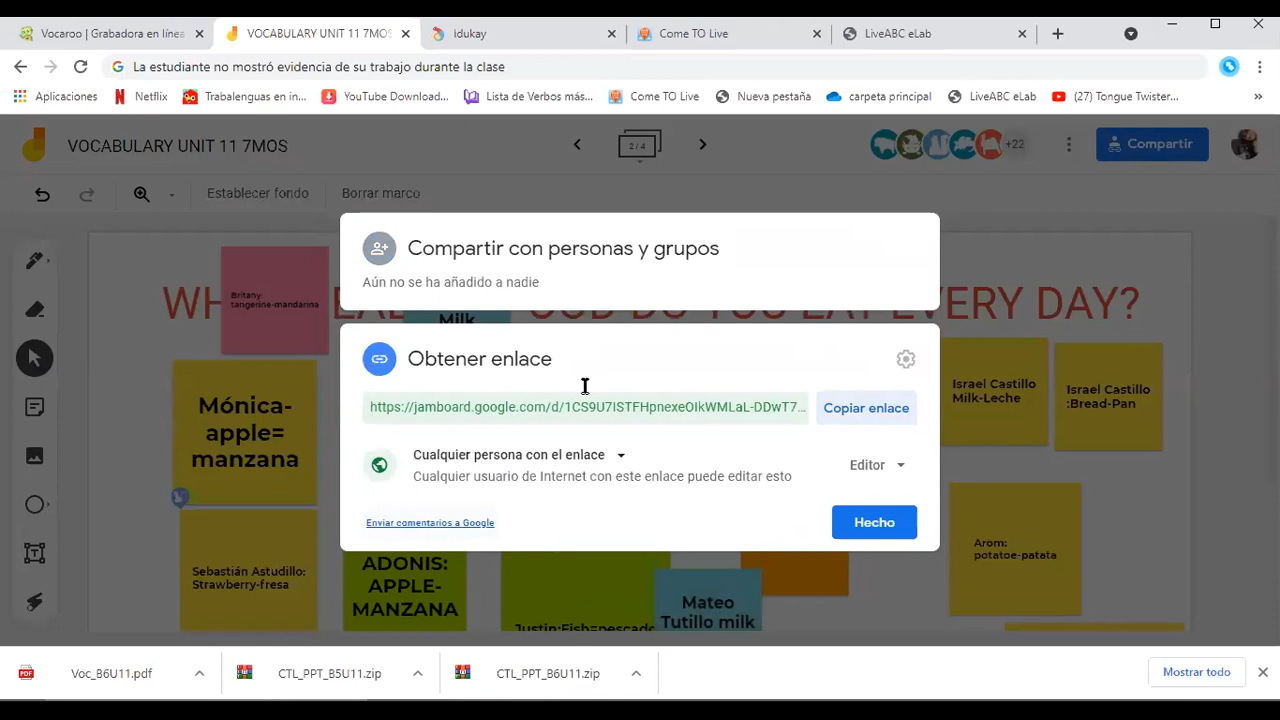 Vocaroo | Grabadora en línea
VOCABULARY UNIT 11 7MOS
idukay
Come TO Live
LiveABC eLab
La estudiante no mostró evidencia de su trabajo durante la clase
Aplicaciones
Netflix
Trabalenguas en in...
YouTube Download...
Lista de Verbos más...
Come TO Live
Nueva pestaña
carpeta principal
LiveABC eLab
(27) Tongue Twister...
VOCABULARY UNIT 11 7MOS
2 / 4
+22
Compartir
Establecer fondo
Borrar marco
Compartir con personas y grupos
Aún no se ha añadido a nadie
Britany:
tangerine-mandarina
EVERY DAY?
Milk
Obtener enlace
https://jamboard.google.com/d/1CS9U7ISTFHpnexeOIkWMLaL-DDwT7...
Copiar enlace
Cualquier persona con el enlace
Cualquier usuario de Internet con este enlace puede editar esto
Editor
Enviar comentarios a Google
Hecho
Mónica-
apple=
manzana
Israel Castillo
Milk-Leche
Israel Castillo
:Bread-Pan
Sebastián Astudillo:
Strawberry-fresa
ADONIS:
APPLE-
MANZANA
Justin:Fish=pescado
Mateo
Tutillo milk
Arom:
potatoe-patata
Voc_B6U11.pdf
CTL_PPT_B5U11.zip
CTL_PPT_B6U11.zip
Mostrar todo